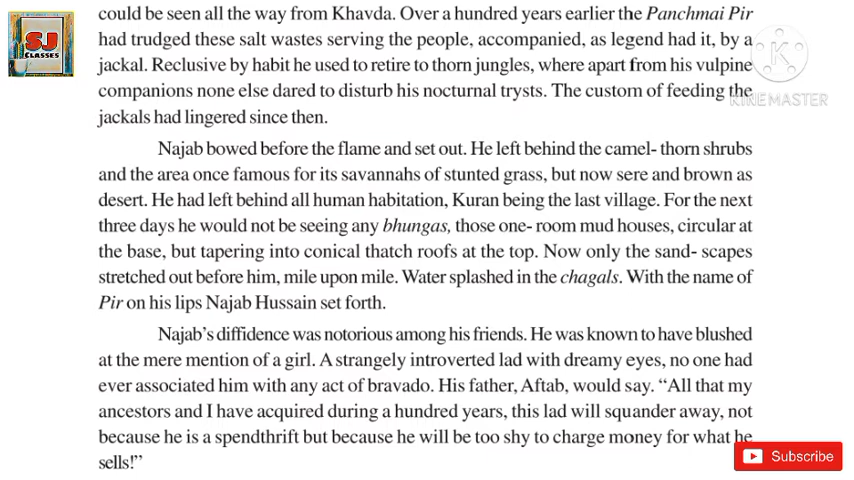 SJ
CLASSES
could be seen all the way from Khavda. Over a hundred years earlier the Panchmai Pir
had trudged these salt wastes serving the people, accompanied, as legend had it, by a
jackal. Reclusive by habit he used to retire to thorn jungles, where apart from his vulpine
companions none else dared to disturb his nocturnal trysts. The custom of feeding the
jackals had lingered since then.
K
KINEMASTER
Najab bowed before the flame and set out. He left behind the camel- thorn shrubs
and the area once famous for its savannahs of stunted grass, but now sere and brown as
desert. He had left behind all human habitation, Kuran being the last village. For the next
three days he would not be seeing any bhungas, those one- room mud houses, circular at
the base, but tapering into conical thatch roofs at the top. Now only the sand- scapes
stretched out before him, mile upon mile. Water splashed in the chagals. With the name of
Pir on his lips Najab Hussain set forth.
Najab's diffidence was notorious among his friends. He was known to have blushed
at the mere mention of a girl. A strangely introverted lad with dreamy eyes, no one had
ever associated him with any act of bravado. His father, Aftab, would say. “All that my
ancestors and I have acquired during a hundred years, this lad will squander away, not
because he is a spendthrift but because he will be too shy to charge money for what he
sells!”
Subscribe